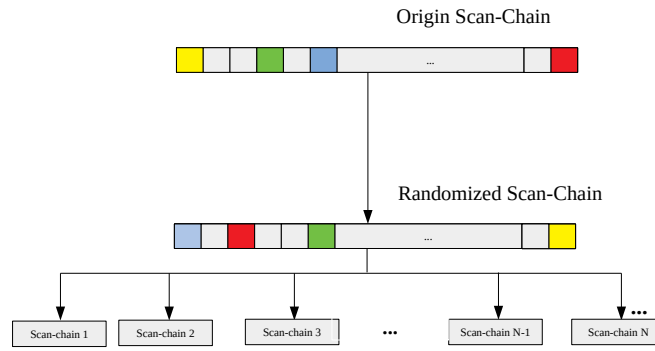 Origin Scan-Chain
...
Randomized Scan-Chain
...
...
Scan-chain 1
Scan-chain 2
Scan-chain 3
...
Scan-chain N-1
Scan-chain N